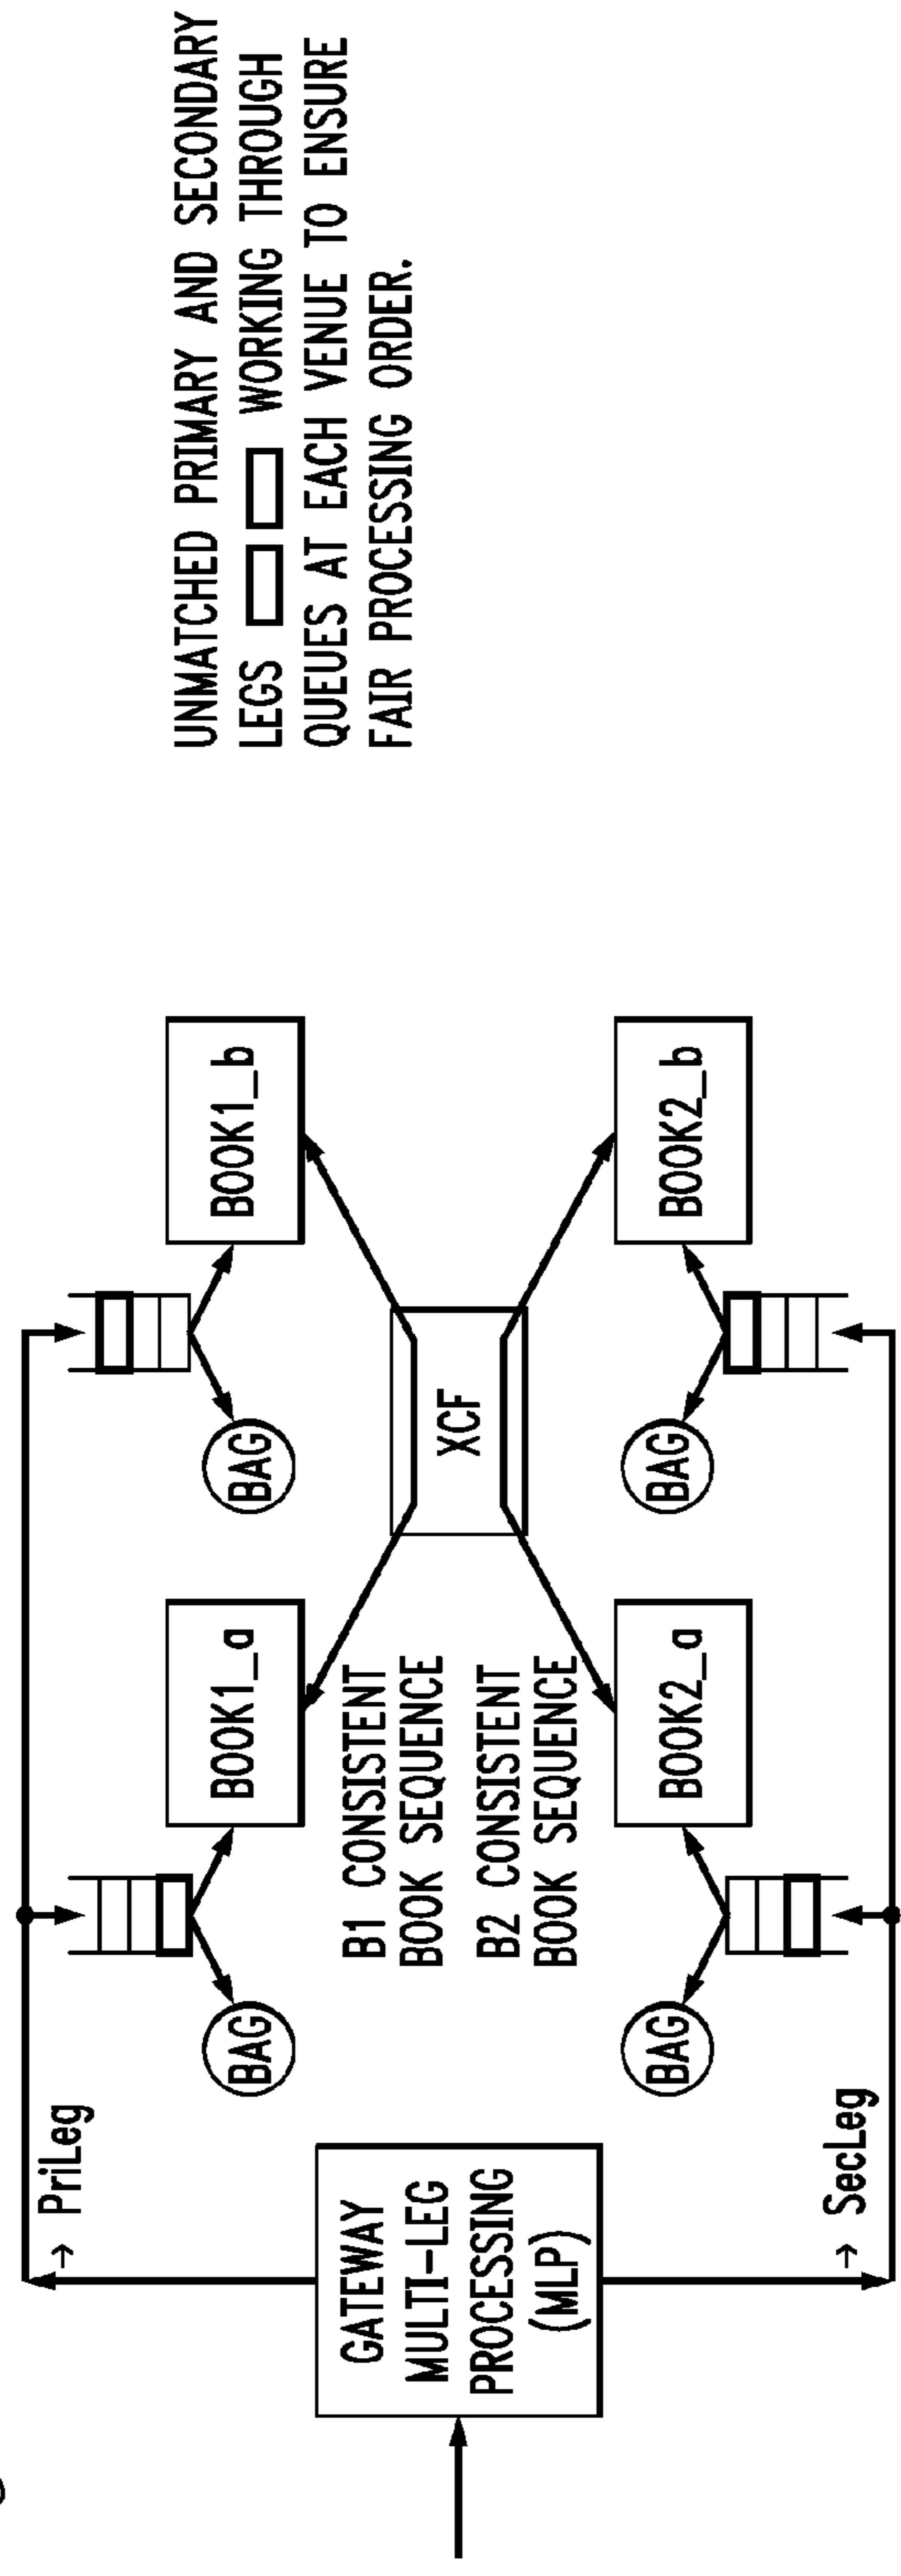 UNMATCHED PRIMARY AND SECONDARY
LEGS WORKING THROUGH
QUEUES AT EACH VENUE TO ENSURE
FAIR PROCESSING ORDER.
→ PriLeg
BAG
BOOK1_a
BAG
BOOK1_b
GATEWAY
MULTI-LEG
PROCESSING
(MLP)
B1 CONSISTENT
BOOK SEQUENCE
B2 CONSISTENT
BOOK SEQUENCE
XCF
BAG
BOOK2_a
BAG
BOOK2_b
→ SecLeg